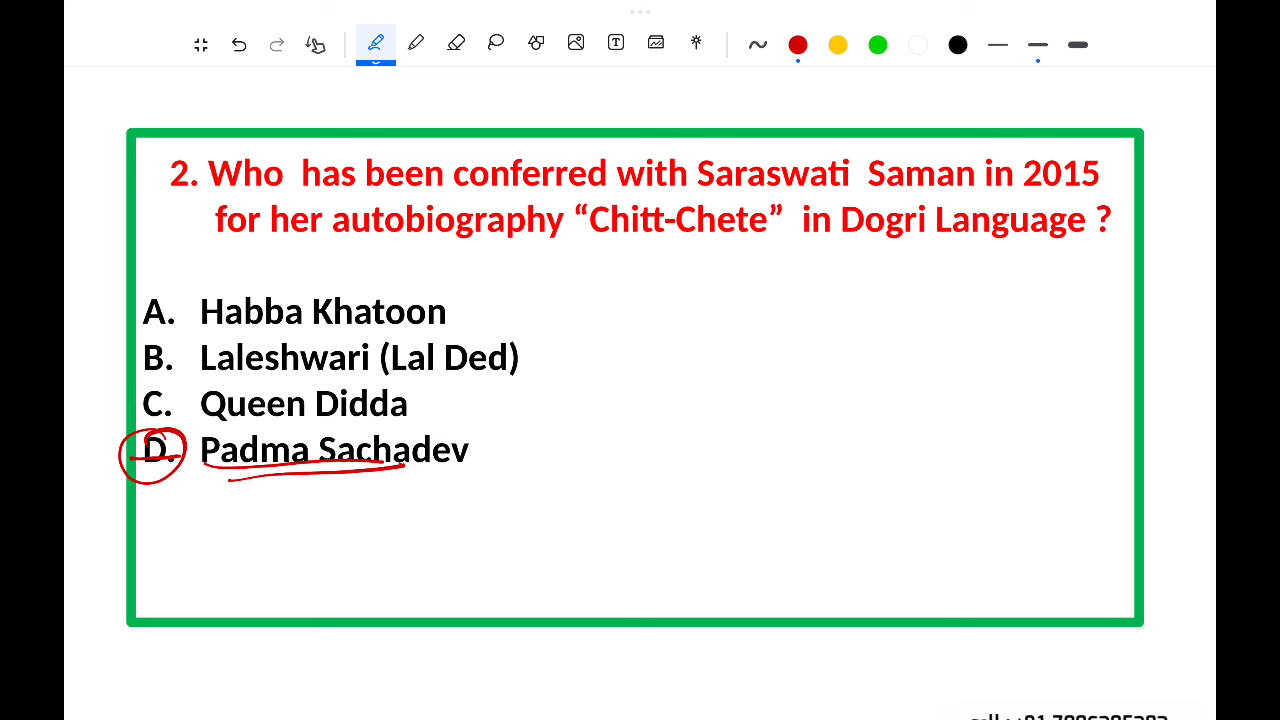 2. Who has been conferred with Saraswati Saman in 2015
for her autobiography “Chitt-Chete” in Dogri Language ?
A. Habba Khatoon
B. Laleshwari (Lal Ded)
C. Queen Didda
D. Padma Sachadev